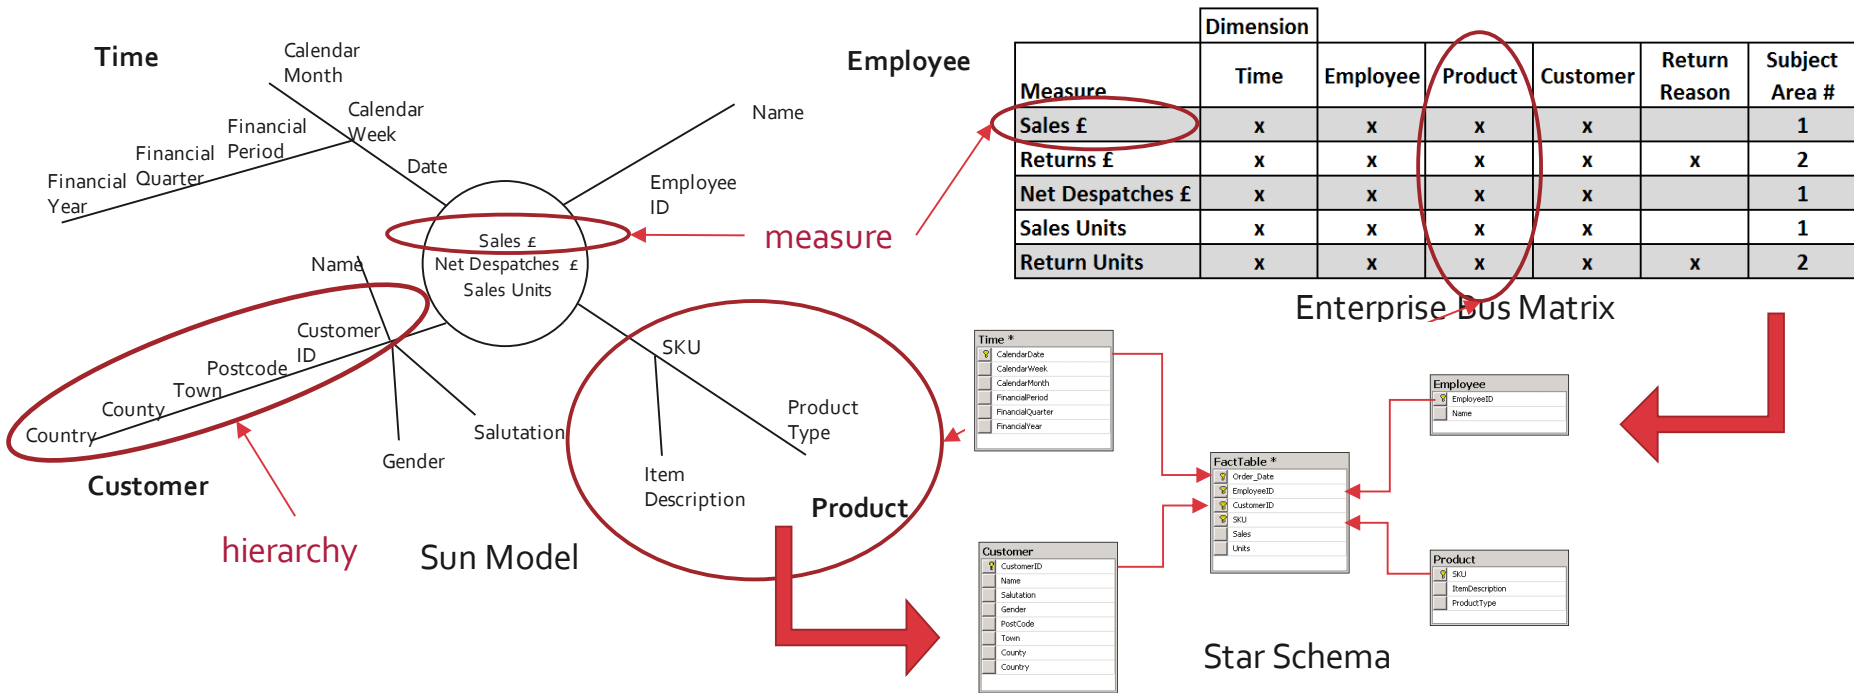 Time
Calendar
Month
Calendar
Week
Financial
Period
Financial
Quarter
Financial
Year
Date
Employee
Name
Employee
ID
Sales £
Net Despatches £
Sales Units
measure
Name
Customer
ID
Postcode
Town
County
Country
Customer
Gender
Salutation
hierarchy
Sun Model
SKU
Product
Type
Item
Description
Product
Dimension
Measure
Time
Employee
Product
Customer
Return
Reason
Subject
Area #
Sales £ x x x x 1
Returns £ x x x x x 2
Net Despatches £ x x x x 1
Sales Units x x x x 1
Return Units x x x x x 2
Enterprise Bus Matrix
Time *
CalendarDate
CalendarWeek
CalendarMonth
FinancialPeriod
FinancialQuarter
FinancialYear
Employee
EmployeeID
Name
FactTable *
Order_Date
EmployeeID
CustomerID
SKU
Sales
Units
Customer
CustomerID
Name
Salutation
Gender
PostCode
Town
County
Country
Product
SKU
ItemDescription
ProductType
Star Schema